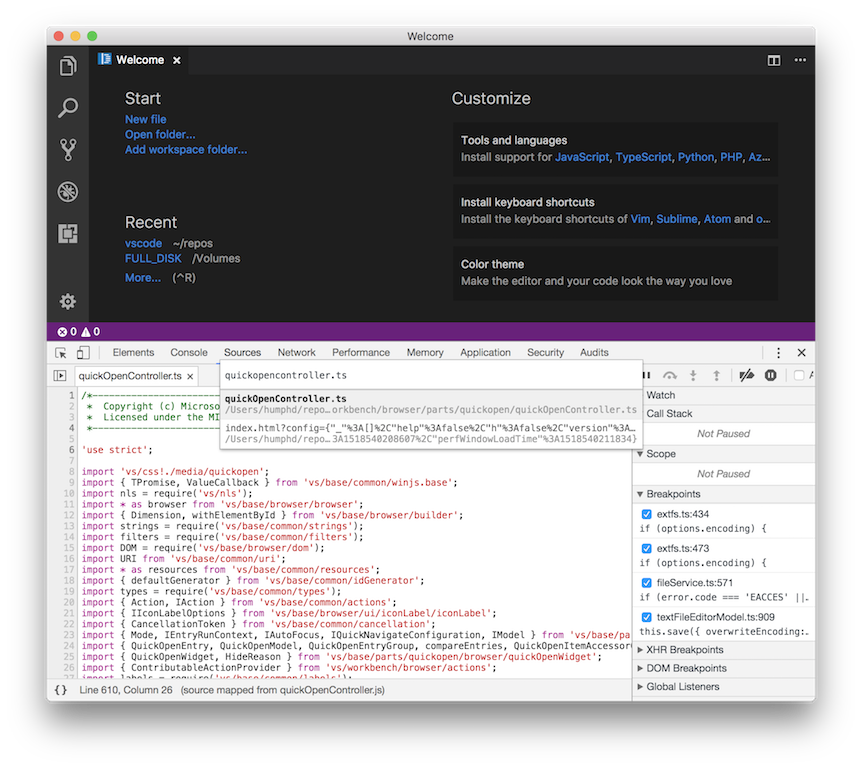 Welcome
Welcome
Start
New file
Open folder...
Add workspace folder...
Recent
vscode ~/repos
FULL_DISK /Volumes
More... (^R)
Customize
Tools and languages
Install support for JavaScript, TypeScript, Python, PHP, Az...
Install keyboard shortcuts
Install the keyboard shortcuts of Vim, Sublime, Atom and o...
Color theme
Make the editor and your code look the way you love
0 0
Elements Console Sources Network Performance Memory Application Security Audits
quickOpenController.ts
quickopencontroller.ts
quickOpenController.ts
/Users/humphd/repo…orkbench/browser/parts/quickopen/quickOpenController.ts
index.html?config={"_"%3A[]%2C"help"%3Afalse%2C"h"%3Afalse%2C"version"%3A…
/Users/humphd/repo…3A1518540208607%2C"perfWindowLoadTime"%3A1518540211834}
1 /*---------------------
2 * Copyright (c) Microso
3 * Licensed under the MI
4 *---------------------
5
6 'use strict';
7
8 import 'vs/css!./media/quickopen';
9 import { TPromise, ValueCallback } from 'vs/base/common/winjs.base';
10 import nls = require('vs/nls');
11 import * as browser from 'vs/base/browser/browser';
12 import { Dimension, withElementById } from 'vs/base/browser/builder';
13 import strings = require('vs/base/common/strings');
14 import filters = require('vs/base/common/filters');
15 import DOM = require('vs/base/browser/dom');
16 import URI from 'vs/base/common/uri';
17 import * as resources from 'vs/base/common/resources';
18 import { defaultGenerator } from 'vs/base/common/idGenerator';
19 import types = require('vs/base/common/types');
20 import { Action, IAction } from 'vs/base/common/actions';
21 import { IIconLabelOptions } from 'vs/base/browser/ui/iconLabel/iconLabel';
22 import { CancellationToken } from 'vs/base/common/cancellation';
23 import { Mode, IEntryRunContext, IAutoFocus, IQuickNavigateConfiguration, IModel } from 'vs/base/pa
24 import { QuickOpenEntry, QuickOpenModel, QuickOpenEntryGroup, compareEntries, QuickOpenItemAccessor
25 import { QuickOpenWidget, HideReason } from 'vs/base/parts/quickopen/browser/quickOpenWidget';
26 import { ContributableActionProvider } from 'vs/workbench/browser/actions';
27 import labels = require('vs/base/common/labels');
{} Line 610, Column 26 (source mapped from quickOpenController.js)
Watch
Call Stack
Not Paused
Scope
Not Paused
Breakpoints
extfs.ts:434
if (options.encoding) {
extfs.ts:473
if (options.encoding) {
fileService.ts:571
if (error.code === 'EACCES' ||…
textFileEditorModel.ts:909
this.save({ overwriteEncoding:…
XHR Breakpoints
DOM Breakpoints
Global Listeners